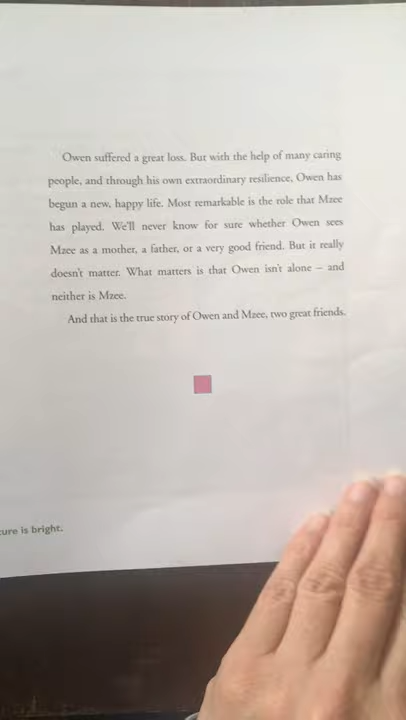 Owen suffered a great loss. But with the help of many caring
people, and through his own extraordinary resilience, Owen has
begun a new, happy life. Most remarkable is the role that Mzee
has played. We'll never know for sure whether Owen sees
Mzee as a mother, a father, or a very good friend. But it really
doesn't matter. What matters is that Owen isn't alone – and
neither is Mzee.
And that is the true story of Owen and Mzee, two great friends.
is bright.